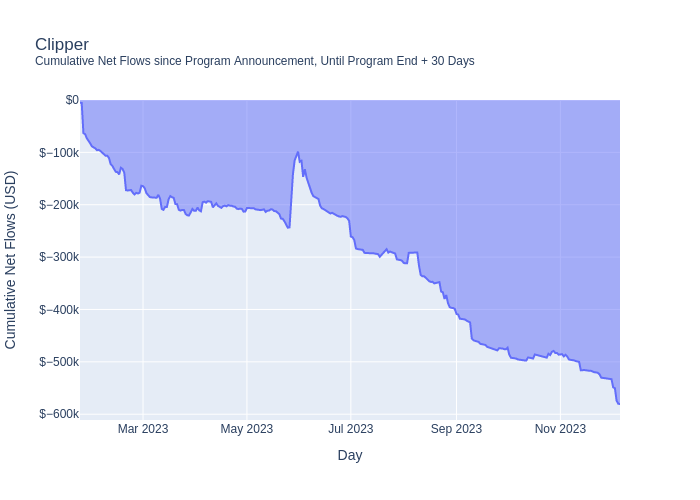 Clipper
Cumulative Net Flows since Program Announcement, Until Program End + 30 Days
Cumulative Net Flows (USD)
$0
$−100k
$−200k
$−300k
$−400k
$−500k
$−600k
Mar 2023 May 2023 Jul 2023 Sep 2023 Nov 2023
Day